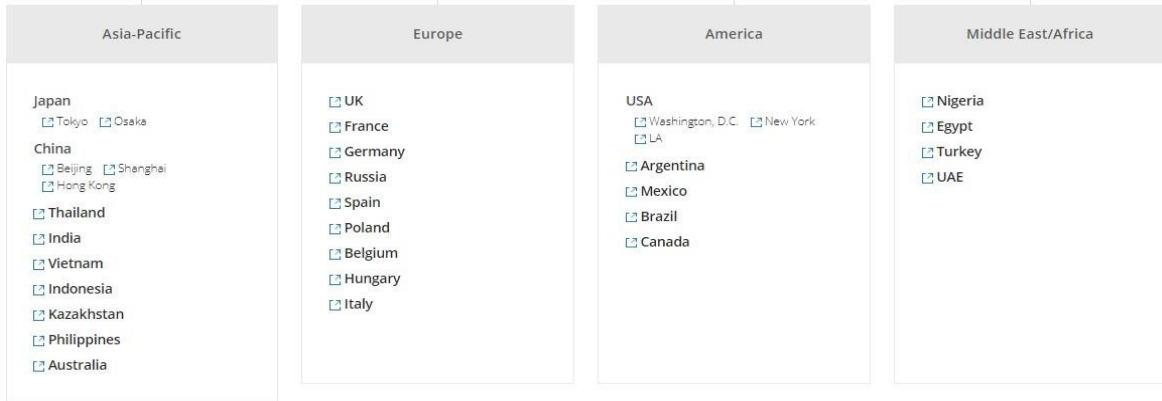 Asia-Pacific
Japan
Tokyo Osaka
China
Beijing Shanghai
Hong Kong
Thailand
India
Vietnam
Indonesia
Kazakhstan
Philippines
Australia
Europe
UK
France
Germany
Russia
Spain
Poland
Belgium
Hungary
Italy
America
USA
Washington, D.C. New York
LA
Argentina
Mexico
Brazil
Canada
Middle East/Africa
Nigeria
Egypt
Turkey
UAE